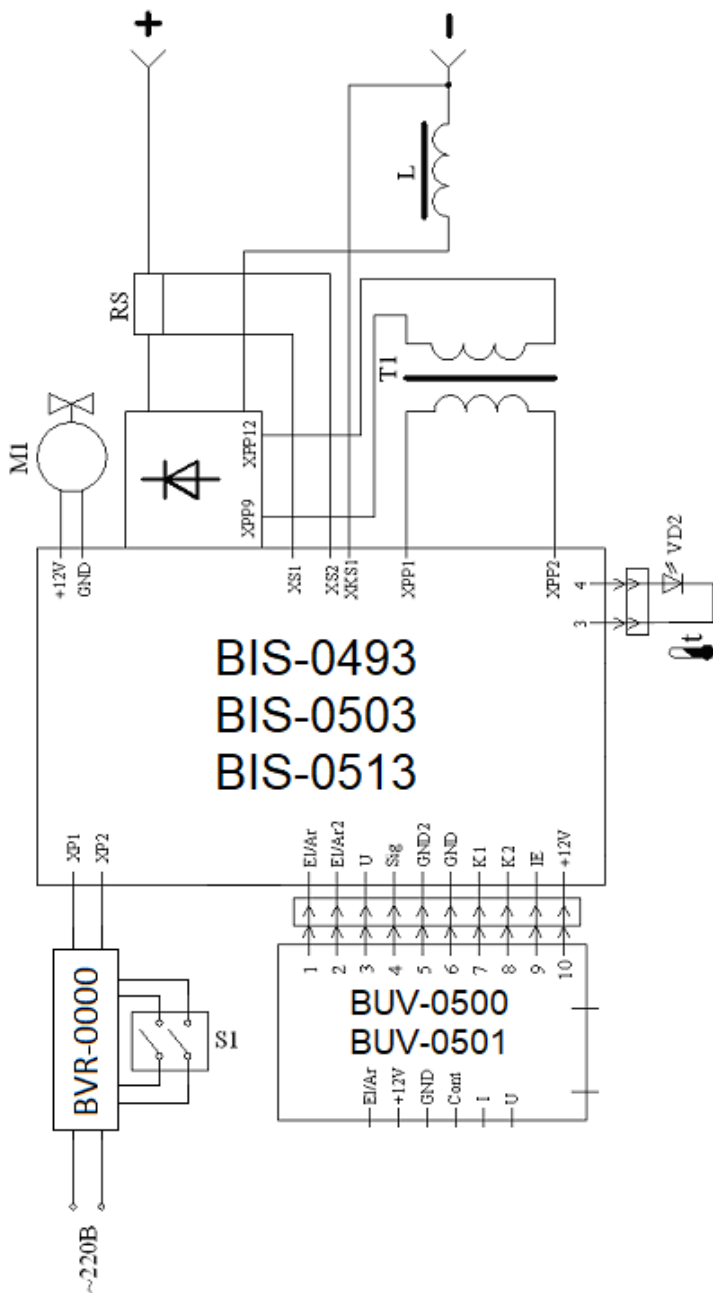 +
-
L
RS
T1
M1
XPP12
XPP9
+12V
GND
XS1
XS2
XKS1
XPP1
XPP2
4
3
VD2
t
BIS-0493
BIS-0503
BIS-0513
XP1
XP2
El/Ar
El/Ar2
U
Sig
GND2
GND
K1
K2
IE
+12V
1
2
3
4
5
6
7
8
9
10
BVR-0000
S1
BUV-0500
BUV-0501
El/Ar
+12V
GND
Cont
I
U
~220В